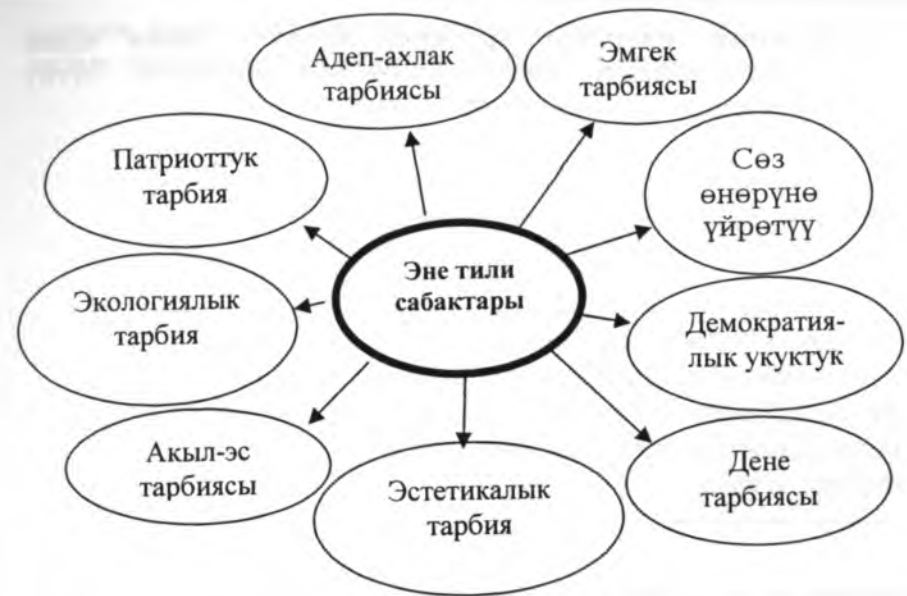 Адеп-ахлак
тарбиясы
Эмгек
тарбиясы
Патриоттук
тарбия
Сөз
өнөрүнө
үйрөтүү
Эне тили
сабактары
Экологиялык
тарбия
Демократия-
лык укуктук
Акыл-эс
тарбиясы
Эстетикалык
тарбия
Дене
тарбиясы